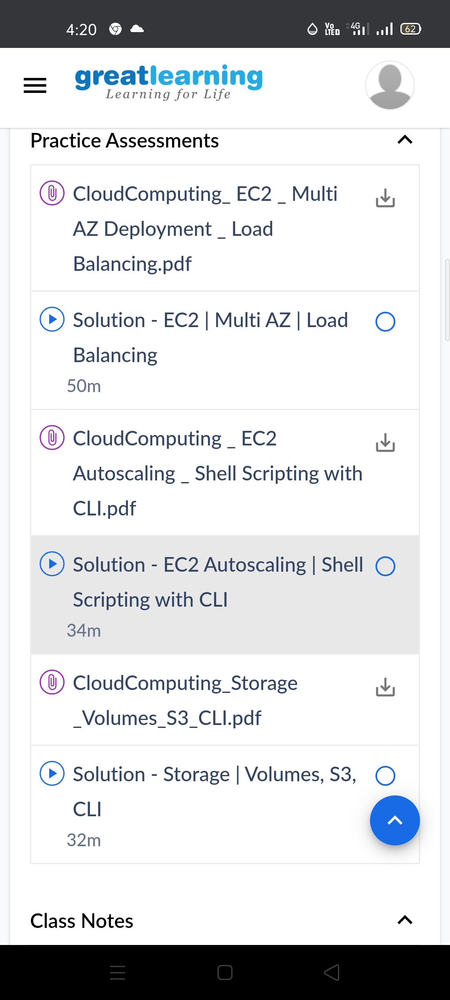 4:20
Vo LTED 4G 62
greatlearning
Learning for Life
Practice Assessments
CloudComputing_ EC2 _ Multi
AZ Deployment _ Load
Balancing.pdf
Solution - EC2 | Multi AZ | Load
Balancing
50m
CloudComputing _ EC2
Autoscaling _ Shell Scripting with
CLI.pdf
Solution - EC2 Autoscaling | Shell
Scripting with CLI
34m
CloudComputing_Storage
_Volumes_S3_CLI.pdf
Solution - Storage | Volumes, S3,
CLI
32m
Class Notes